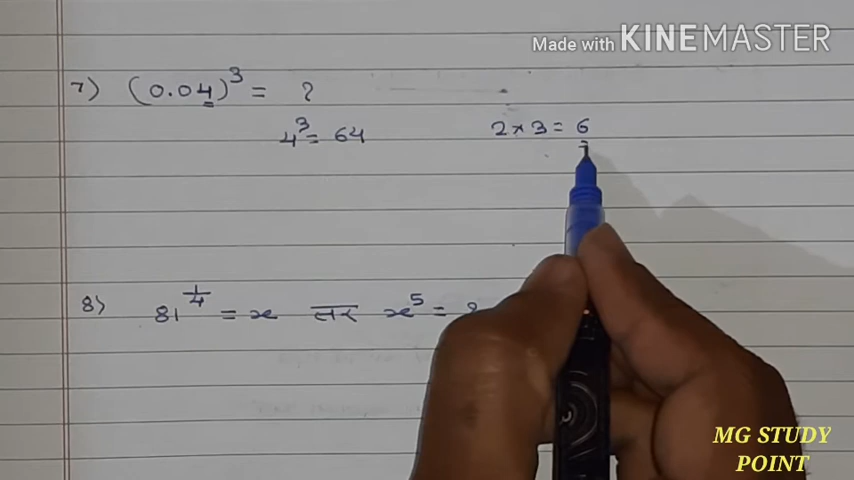 Made with KINEMASTER
7) (0.04)³ = ?
4³ = 64 2 × 3 = 6
8) 81^1/4 = x तर x⁵ =
MG STUDY
POINT